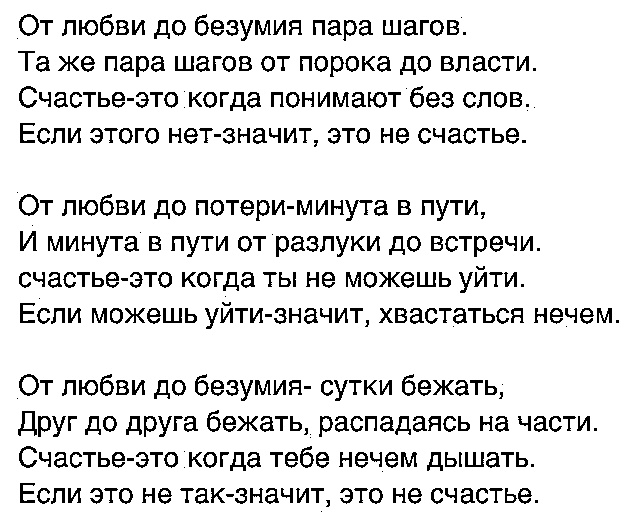 От любви до безумия пара шагов.
Та же пара шагов от порока до власти.
Счастье-это когда понимают без слов.
Если этого нет-значит, это не счастье.

От любви до потери-минута в пути,
И минута в пути от разлуки до встречи.
счастье-это когда ты не можешь уйти.
Если можешь уйти-значит, хвастаться нечем.

От любви до безумия- сутки бежать,
Друг до друга бежать, распадаясь на части.
Счастье-это когда тебе нечем дышать.
Если это не так-значит, это не счастье.